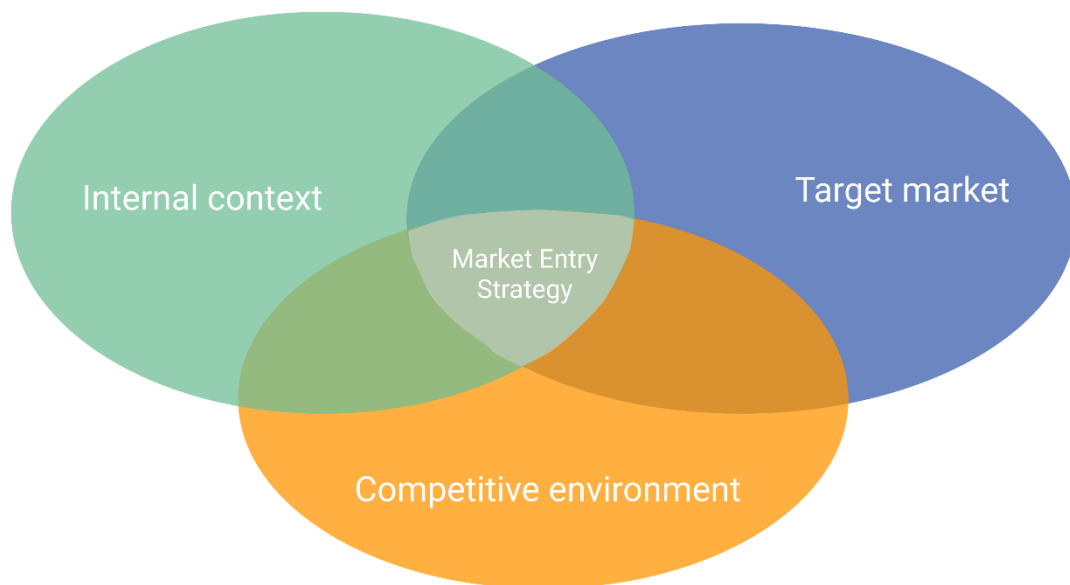 Internal context
Target market
Market Entry
Strategy
Competitive environment